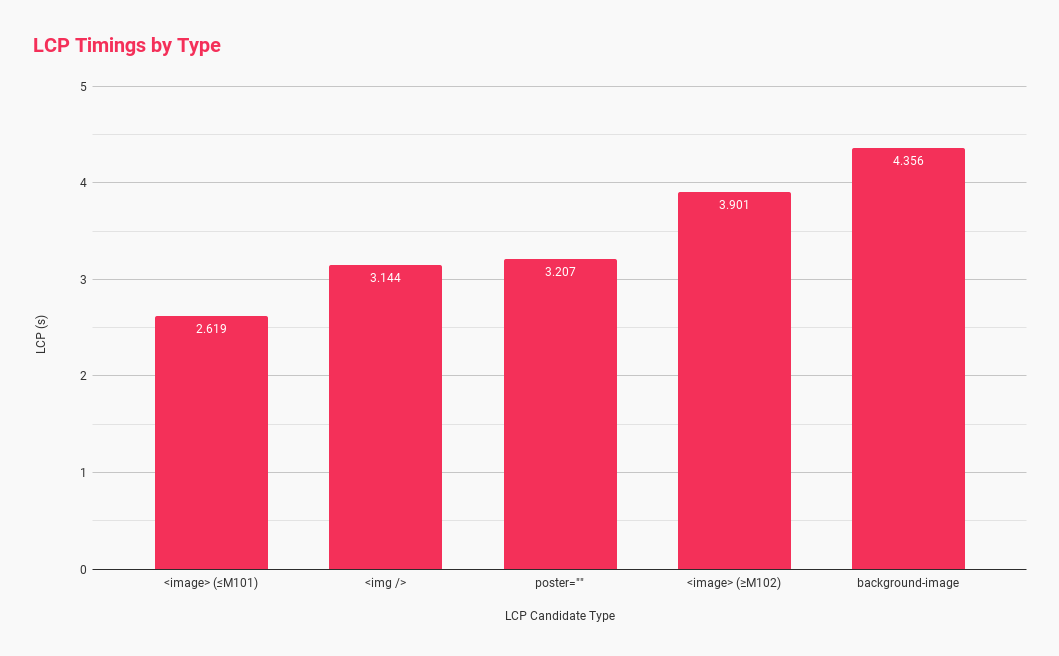 LCP Timings by Type
LCP (s)
5
4
3
2
1
0
2.619
3.144
3.207
3.901
4.356
<image> (≤M101)
<img />
poster=""
<image> (≥M102)
background-image
LCP Candidate Type